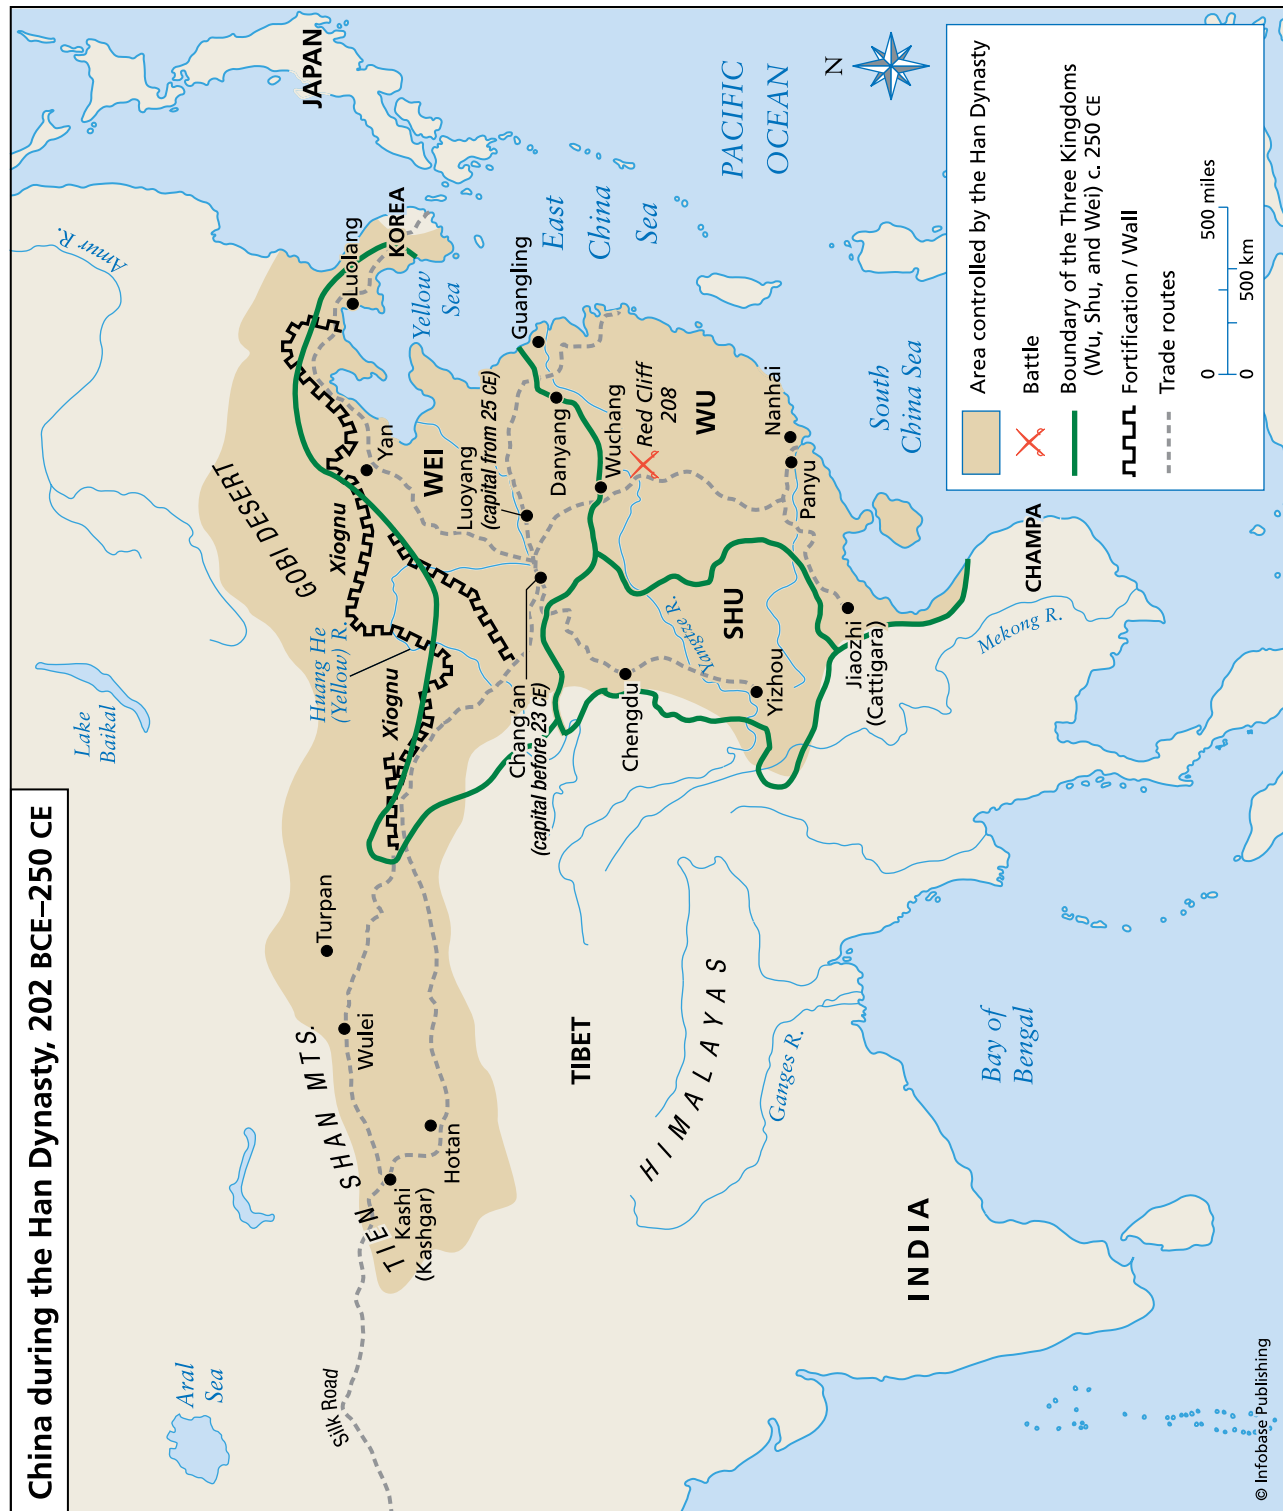 China during the Han Dynasty, 202 BCE–250 CE
Aral
Sea
Lake
Baikal
Amur R.
JAPAN
Silk Road
TIEN SHAN MTS.
Kashi
(Kashgar)
Hotan
Wulei
Turpan
GOBI DESERT
Xiognu
Xiognu
Huang He
(Yellow) R.
Yan
Luolang
KOREA
Yellow
Sea
WEI
Luoyang
(capital from 25 CE)
Chang'an
(capital before 23 CE)
Guangling
Danyang
Wuchang
Red Cliff
208
WU
East
China
Sea
PACIFIC
OCEAN
N
TIBET
HIMALAYAS
Ganges R.
INDIA
Bay of
Bengal
Chengdu
Yangtze R.
SHU
Yizhou
Nanhai
Panyu
Jiaozhi
(Cattigara)
South
China Sea
CHAMPA
Mekong R.
Area controlled by the Han Dynasty
Battle
Boundary of the Three Kingdoms
(Wu, Shu, and Wei) c. 250 CE
Fortification / Wall
Trade routes
0 500 miles
0 500 km
© Infobase Publishing